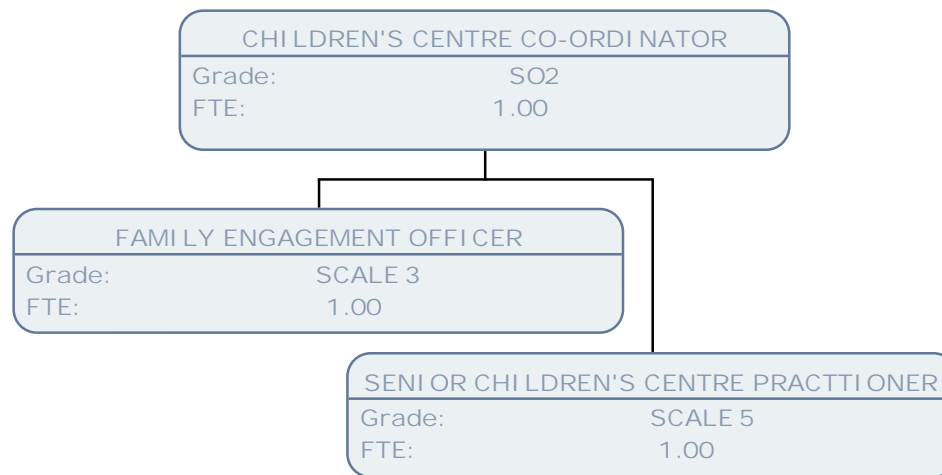 CHILDREN'S CENTRE CO-ORDINATOR
Grade: SO2
FTE: 1.00
FAMILY ENGAGEMENT OFFICER
Grade: SCALE 3
FTE: 1.00
SENIOR CHILDREN'S CENTRE PRACTTIONER
Grade: SCALE 5
FTE: 1.00